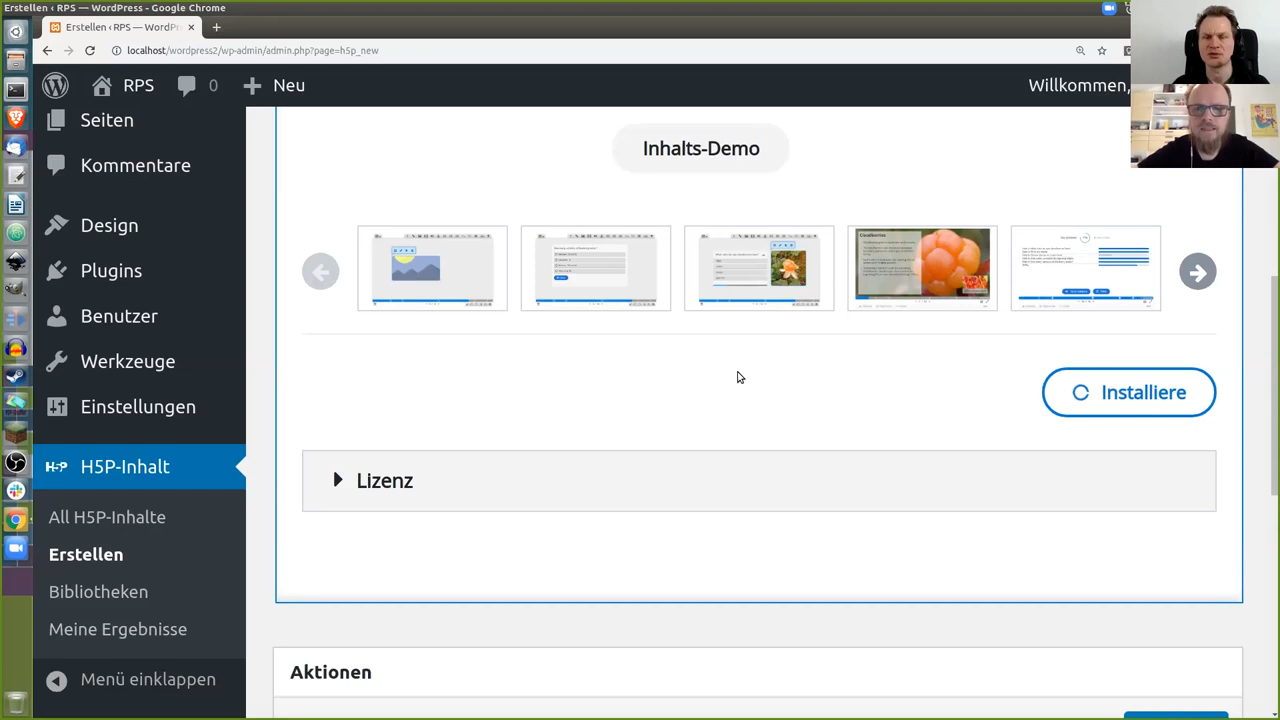 Erstellen ‹ RPS — WordPress - Google Chrome
Erstellen ‹ RPS — WordPr
localhost/wordpress2/wp-admin/admin.php?page=h5p_new
RPS
0
Neu
Willkommen,
Seiten
Kommentare
Design
Plugins
Benutzer
Werkzeuge
Einstellungen
H5P H5P-Inhalt
All H5P-Inhalte
Erstellen
Bibliotheken
Meine Ergebnisse
Menü einklappen
Inhalts-Demo
Cloudberries
Installiere
Lizenz
Aktionen